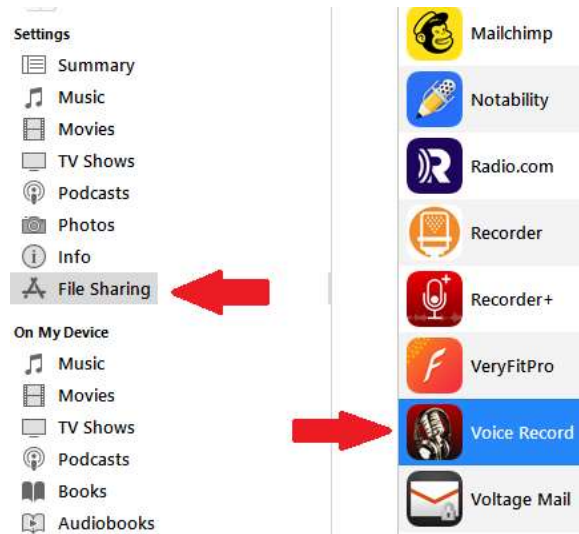 Settings
Summary
Music
Movies
TV Shows
Podcasts
Photos
Info
File Sharing
On My Device
Music
Movies
TV Shows
Podcasts
Books
Audiobooks
Mailchimp
Notability
Radio.com
Recorder
Recorder+
VeryFitPro
Voice Record
Voltage Mail